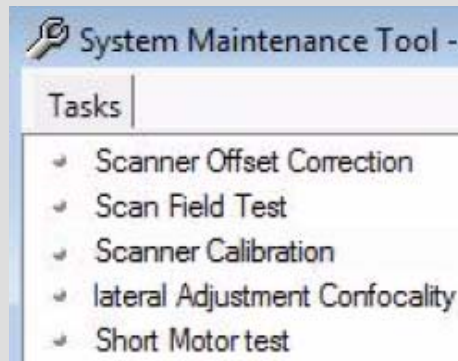 System Maintenance Tool -
Tasks
Scanner Offset Correction
Scan Field Test
Scanner Calibration
lateral Adjustment Confocality
Short Motor test